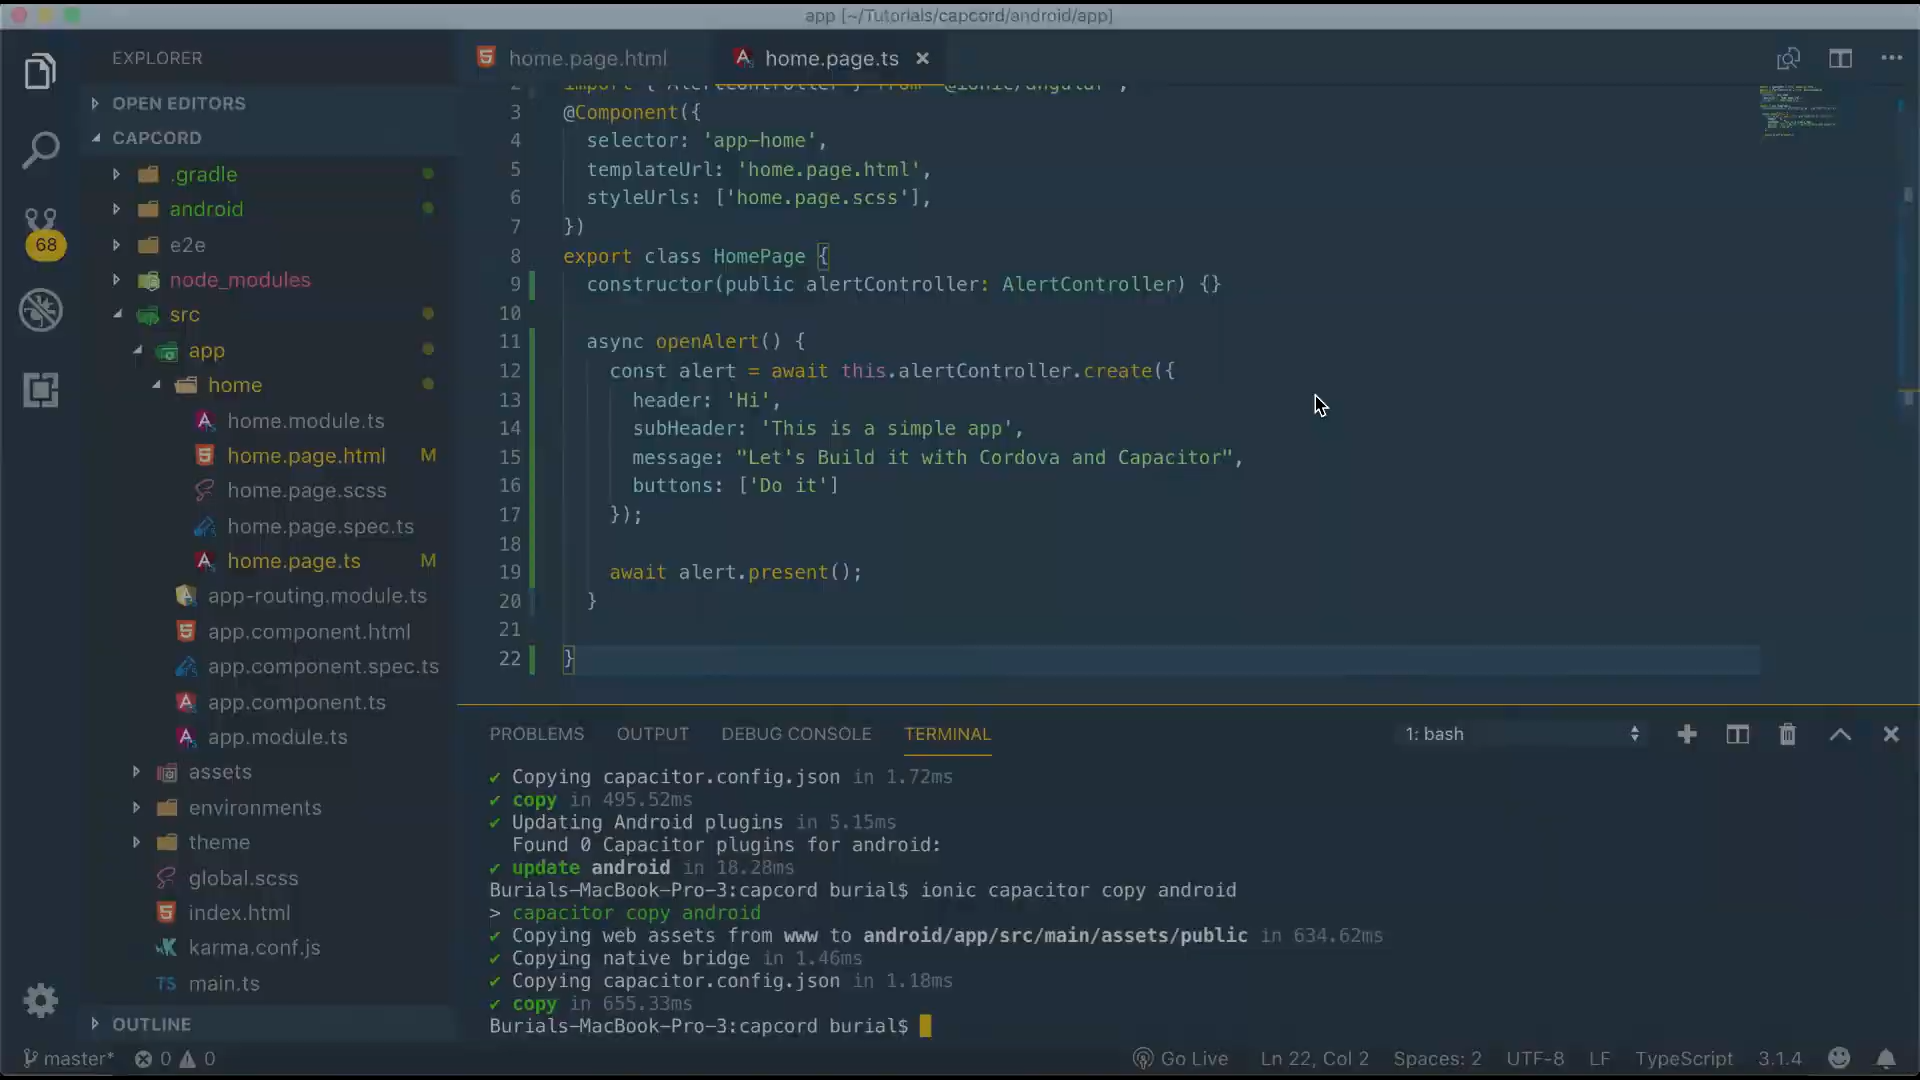 app [~/Tutorials/capcord/android/app]
EXPLORER
OPEN EDITORS
CAPCORD
.gradle
android
68
e2e
node_modules
src
app
home
home.module.ts
home.page.html M
home.page.scss
home.page.spec.ts
home.page.ts M
app-routing.module.ts
app.component.html
app.component.spec.ts
app.component.ts
app.module.ts
assets
environments
theme
global.scss
index.html
karma.conf.js
TS main.ts
OUTLINE
home.page.html
home.page.ts
2 import { AlertController } from '@ionic/angular';
3 @Component({
4 selector: 'app-home',
5 templateUrl: 'home.page.html',
6 styleUrls: ['home.page.scss'],
7 })
8 export class HomePage {
9 constructor(public alertController: AlertController) {}
10
11 async openAlert() {
12 const alert = await this.alertController.create({
13 header: 'Hi',
14 subHeader: 'This is a simple app',
15 message: "Let's Build it with Cordova and Capacitor",
16 buttons: ['Do it']
17 });
18
19 await alert.present();
20 }
21
22 }
PROBLEMS OUTPUT DEBUG CONSOLE TERMINAL 1: bash
✔ Copying capacitor.config.json in 1.72ms
✔ copy in 495.52ms
✔ Updating Android plugins in 5.15ms
Found 0 Capacitor plugins for android:
✔ update android in 18.28ms
Burials-MacBook-Pro-3:capcord burial$ ionic capacitor copy android
> capacitor copy android
✔ Copying web assets from www to android/app/src/main/assets/public in 634.62ms
✔ Copying native bridge in 1.46ms
✔ Copying capacitor.config.json in 1.18ms
✔ copy in 655.33ms
Burials-MacBook-Pro-3:capcord burial$
master* 0 0 Go Live Ln 22, Col 2 Spaces: 2 UTF-8 LF TypeScript 3.1.4